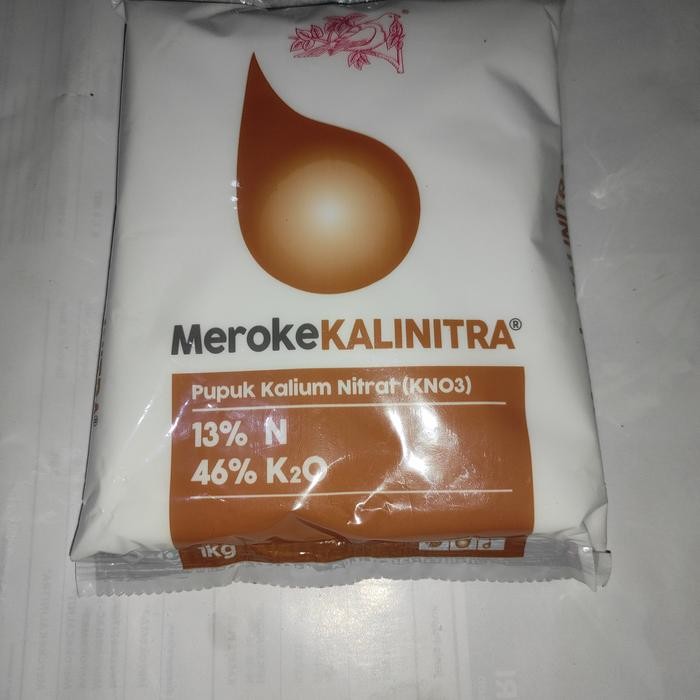 MerokeKALINITRA®
Pupuk Kalium Nitrat (KNO3)
13% N
46% K₂O
1kg